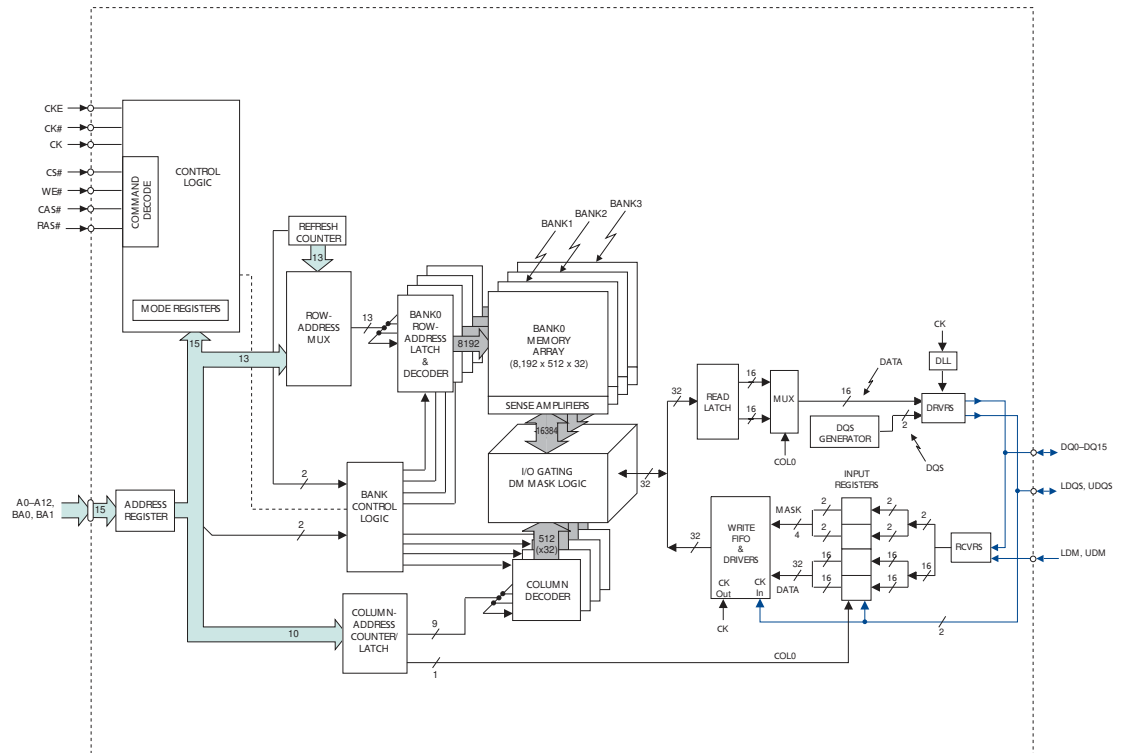 CKE
CK#
CK
CS#
WE#
CAS#
RAS#
COMMAND
DECODE
CONTROL
LOGIC
MODE REGISTERS
15
REFRESH
COUNTER
13
ROW-
ADDRESS
MUX
13
13
BANK0
ROW-
ADDRESS
LATCH
&
DECODER
8192
BANK1
BANK2
BANK3
BANK0
MEMORY
ARRAY
(8,192 x 512 x 32)
SENSE AMPLIFIERS
16384
I/O GATING
DM MASK LOGIC
32
512
(x32)
COLUMN
DECODER
A0–A12,
BA0, BA1
15
ADDRESS
REGISTER
2
2
BANK
CONTROL
LOGIC
10
COLUMN-
ADDRESS
COUNTER/
LATCH
9
1
COL0
32
READ
LATCH
16
16
MUX
COL0
16
DATA
DQS
GENERATOR
2
DQS
CK
DLL
DRVRS
DQ0–DQ15
LDQS, UDQS
LDM, UDM
INPUT
REGISTERS
32
WRITE
FIFO
&
DRIVERS
CK
Out
CK
In
CK
MASK
4
32
DATA
2
2
16
16
2
2
16
16
2
16
RCVRS
2